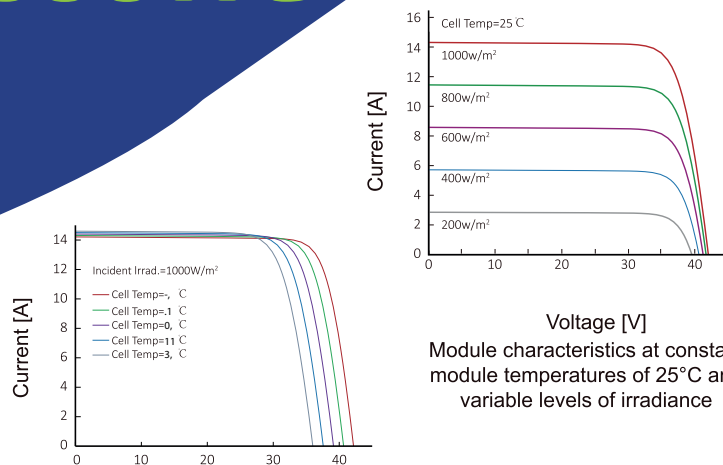 Cell Temp=25℃
1000w/m²
800w/m²
600w/m²
400w/m²
200w/m²
16
14
12
10
8
6
4
2
0
0 10 20 30 40
Current [A]
Voltage [V]
Module characteristics at consta
module temperatures of 25°C an
variable levels of irradiance
Incident Irrad.=1000W/m²
Cell Temp=-, ℃
Cell Temp=.1 ℃
Cell Temp=0, ℃
Cell Temp=11 ℃
Cell Temp=3, ℃
14
12
10
8
6
4
2
0
0 10 20 30 40
Current [A]